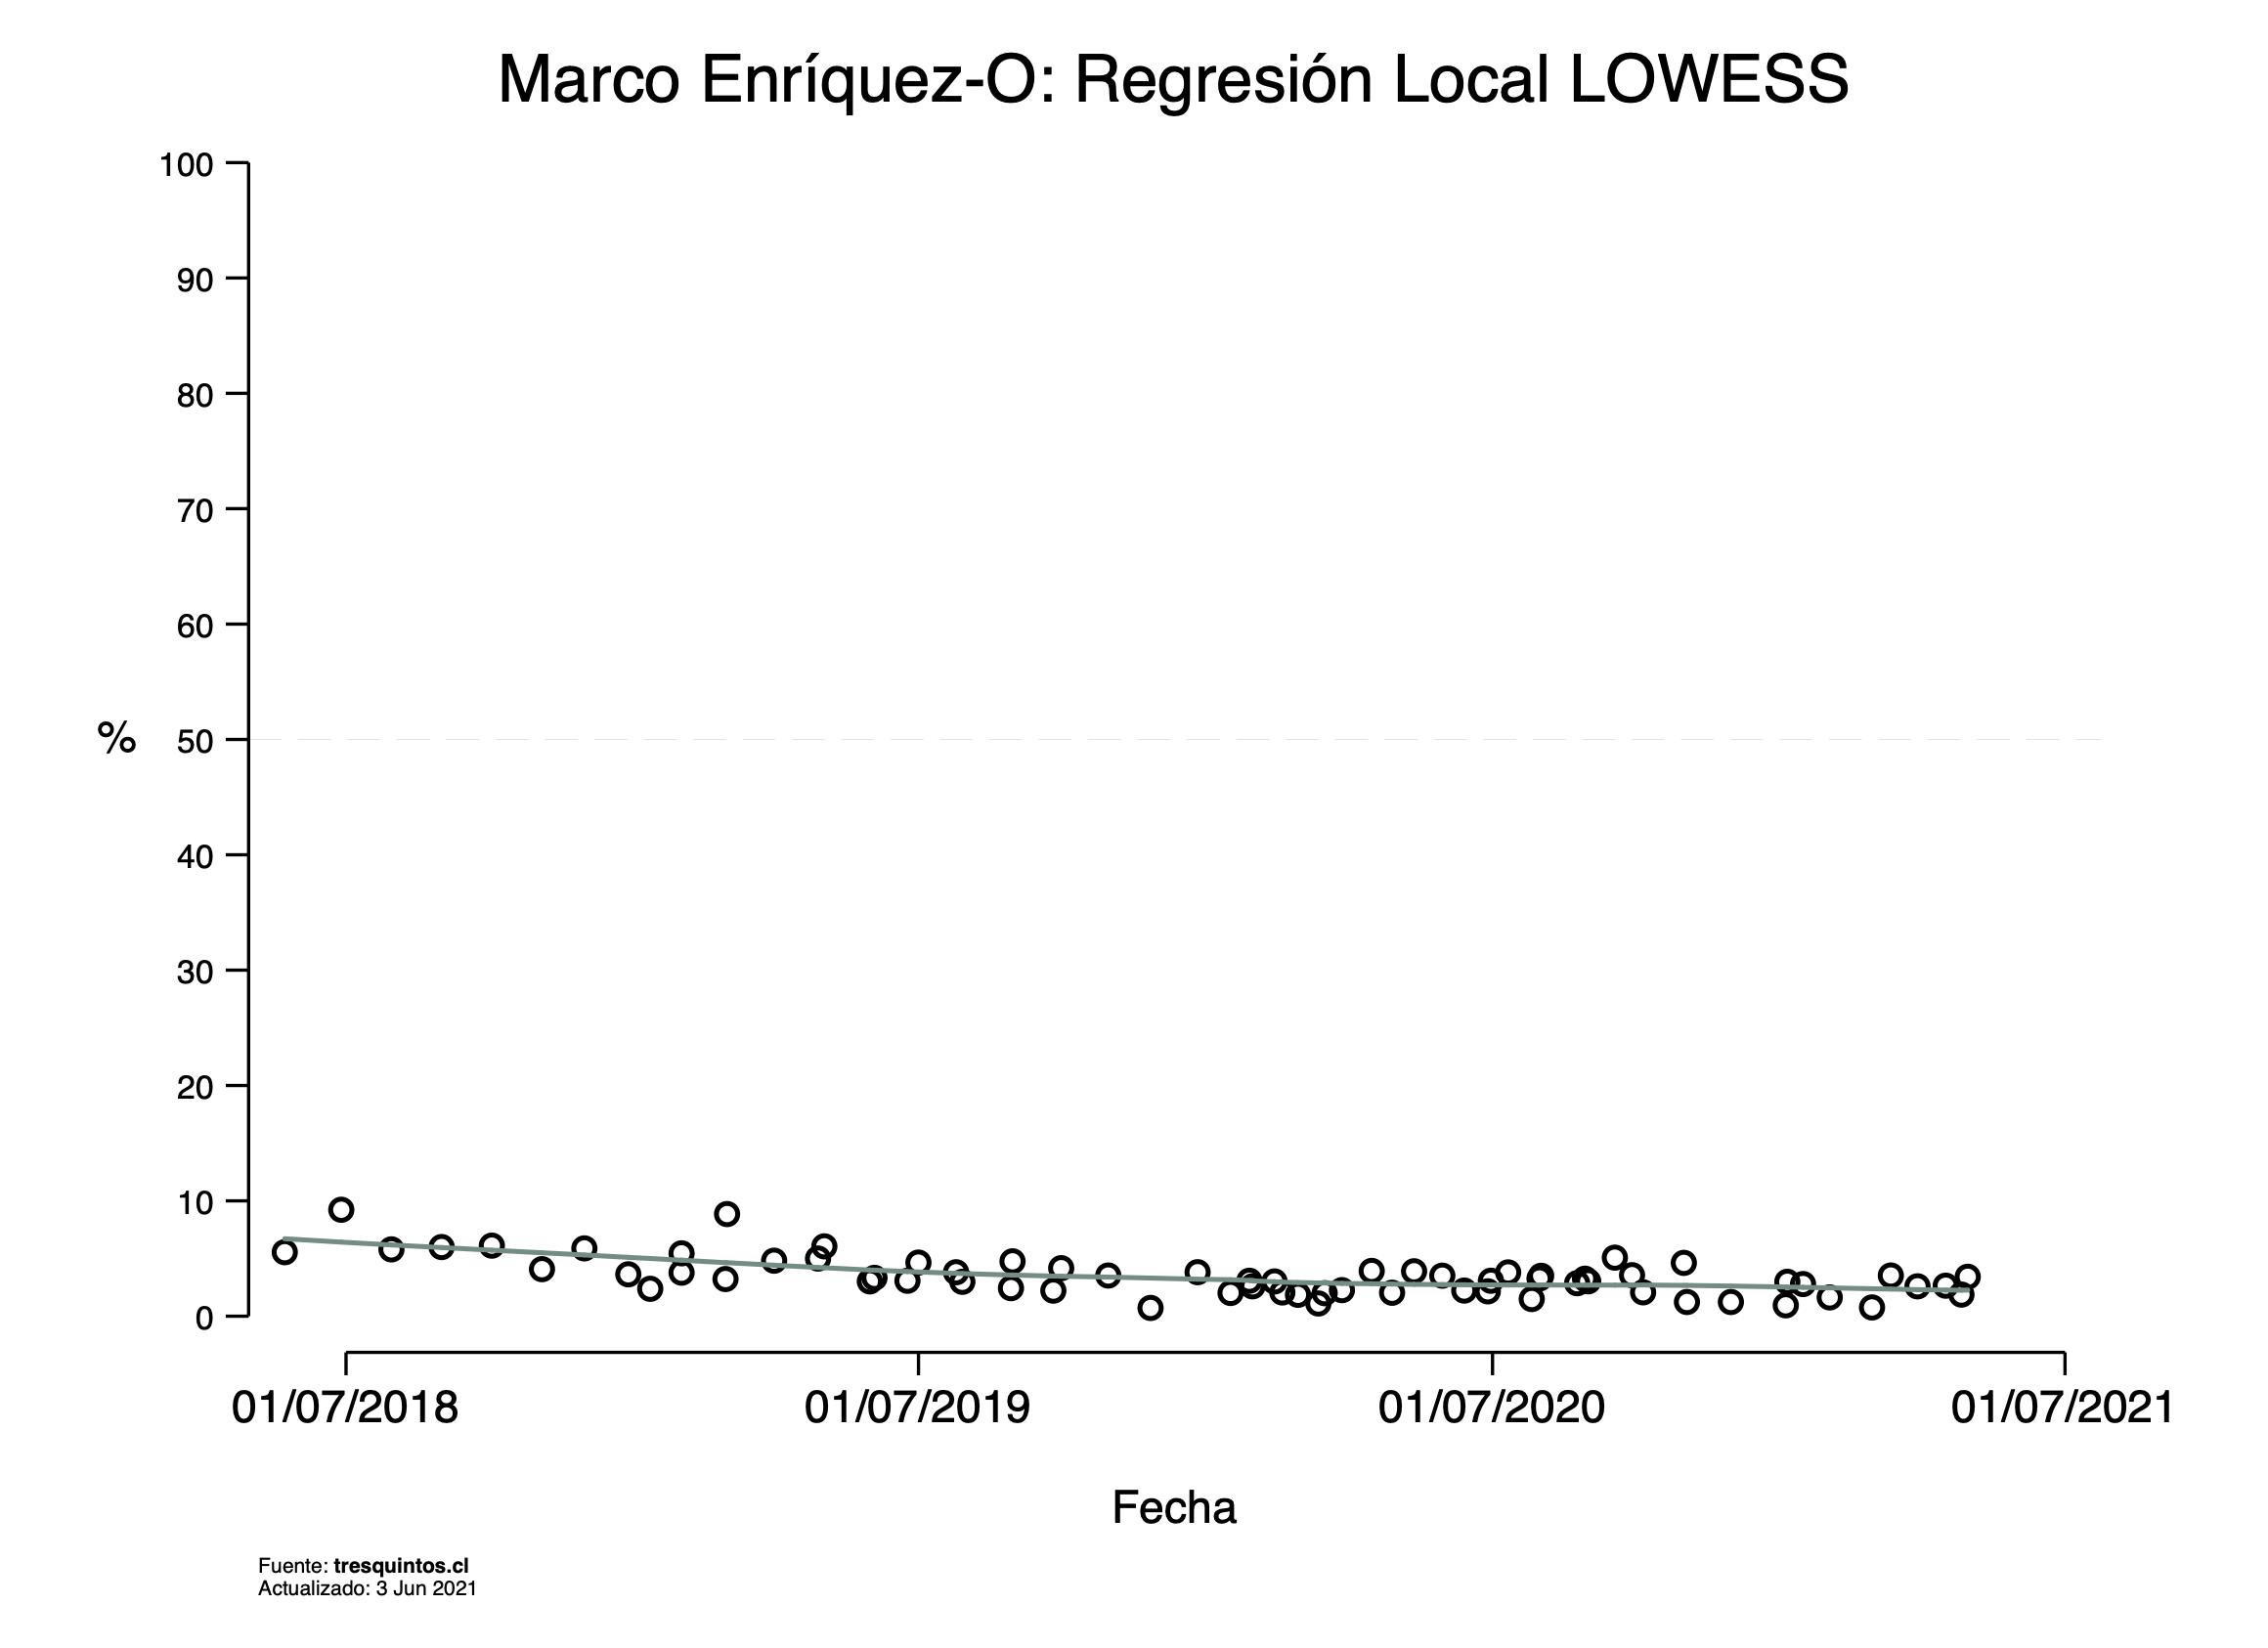 Marco Enríquez-O: Regresión Local LOWESS
100
90
80
70
60
% 50
40
30
20
10
0
01/07/2018 01/07/2019 01/07/2020 01/07/2021
Fecha
Fuente: tresquintos.cl
Actualizado: 3 Jun 2021